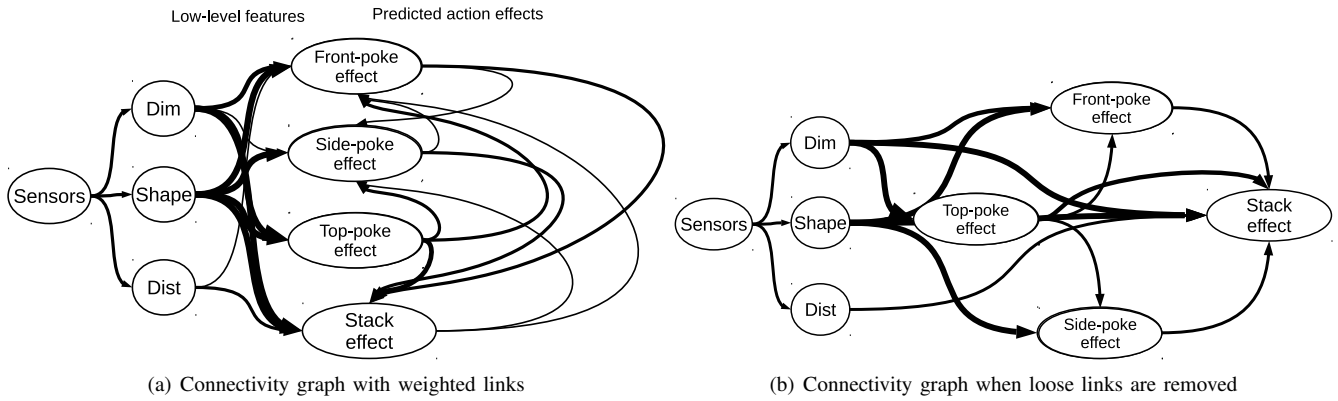 Low-level features
Predicted action effects
Front-poke
effect
Dim
Side-poke
effect
Sensors
Shape
Top-poke
effect
Dist
Stack
effect
(a) Connectivity graph with weighted links
Front-poke
effect
Dim
Sensors
Shape
Top-poke
effect
Stack
effect
Dist
Side-poke
effect
(b) Connectivity graph when loose links are removed